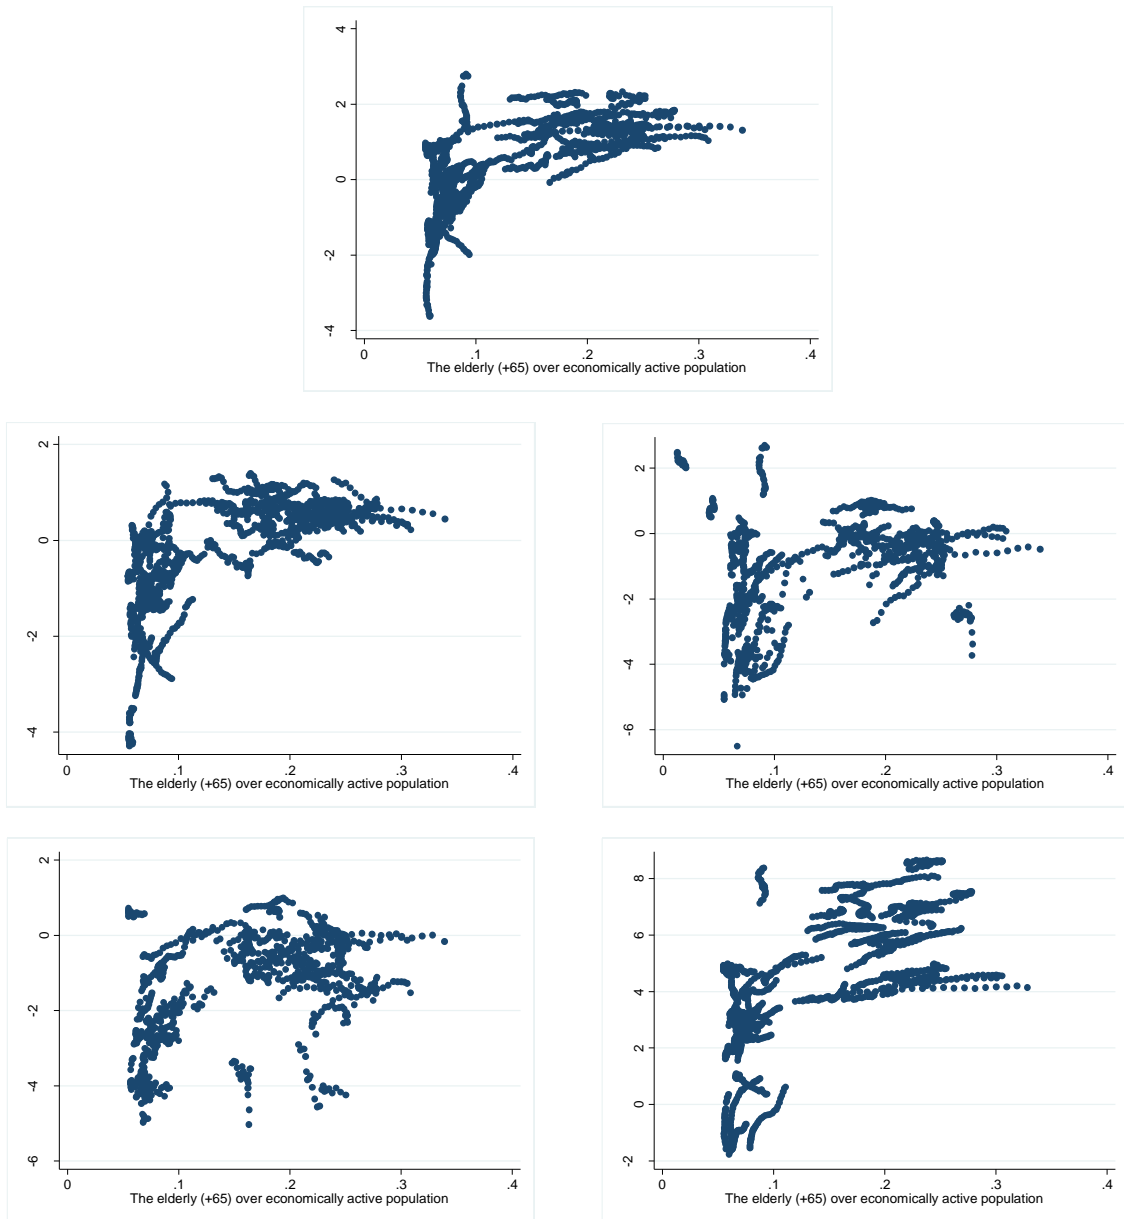 4
2
0
-2
-4
0 .1 .2 .3 .4
The elderly (+65) over economically active population
2
0
-2
-4
0 .1 .2 .3 .4
The elderly (+65) over economically active population
2
0
-2
-4
-6
0 .1 .2 .3 .4
The elderly (+65) over economically active population
2
0
-2
-4
-6
0 .1 .2 .3 .4
The elderly (+65) over economically active population
8
6
4
2
0
-2
0 .1 .2 .3 .4
The elderly (+65) over economically active population